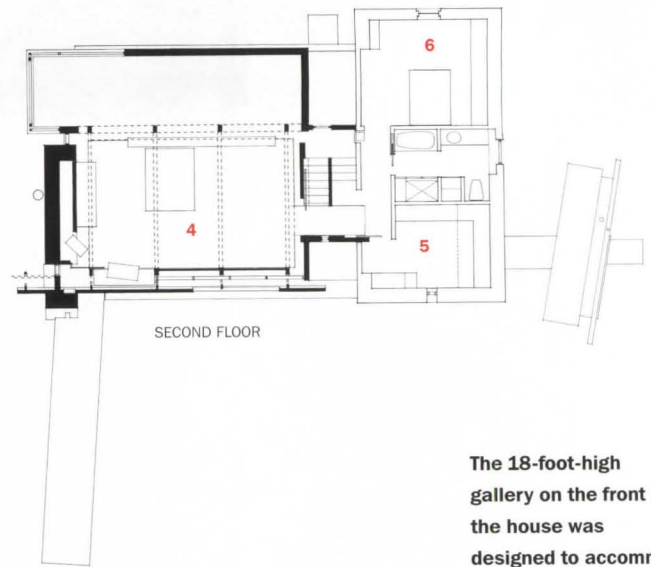 6
4
5
SECOND FLOOR
The 18-foot-high
gallery on the front
the house was
designed to accomm